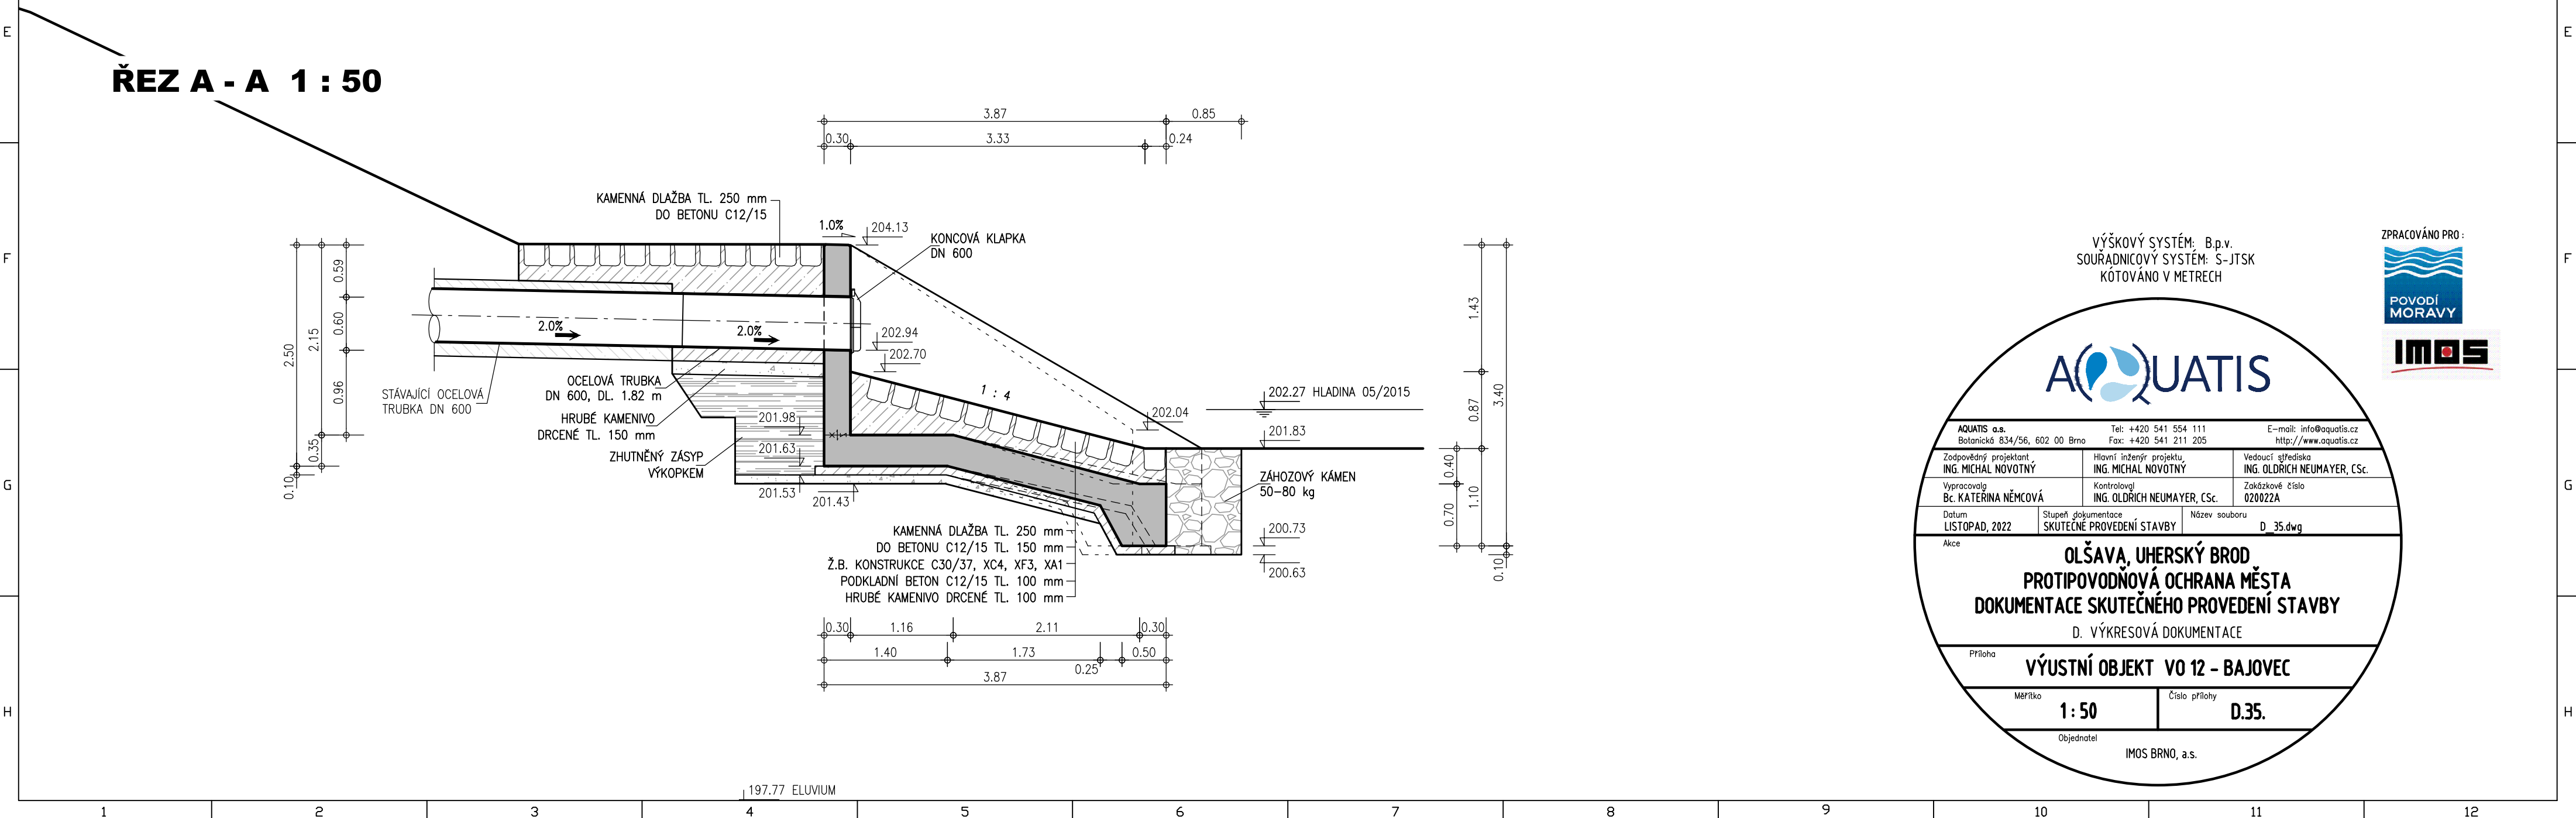 E
E
ŘEZ A - A 1 : 50
3.87
0.85
0.30
3.33
0.24
KAMENNÁ DLAŽBA TL. 250 mm
DO BETONU C12/15
1.0%
204.13
KONCOVÁ KLAPKA
DN 600
F
F
2.50
2.15
0.59
0.60
0.96
0.35
0.10
2.0%
2.0%
202.94
202.70
STÁVAJÍCÍ OCELOVÁ
TRUBKA DN 600
OCELOVÁ TRUBKA
DN 600, DL. 1.82 m
HRUBÉ KAMENIVO
DRCENÉ TL. 150 mm
ZHUTNĚNÝ ZÁSYP
VÝKOPKEM
201.98
201.63
201.53
201.43
1 : 4
202.04
202.27 HLADINA 05/2015
201.83
ZÁHOZOVÝ KÁMEN
50-80 kg
200.73
200.63
1.43
0.87
3.40
0.40
1.10
0.70
0.10
G
G
KAMENNÁ DLAŽBA TL. 250 mm
DO BETONU C12/15 TL. 150 mm
Ž.B. KONSTRUKCE C30/37, XC4, XF3, XA1
PODKLADNÍ BETON C12/15 TL. 100 mm
HRUBÉ KAMENIVO DRCENÉ TL. 100 mm
0.30
1.16
2.11
0.30
1.40
1.73
0.25
0.50
3.87
H
H
197.77 ELUVIUM
VÝŠKOVÝ SYSTÉM: B.p.v.
SOUŘADNICOVÝ SYSTÉM: S-JTSK
KÓTOVÁNO V METRECH
ZPRACOVÁNO PRO :
POVODÍ
MORAVY
IMOS
AQUATIS
AQUATIS a.s.
Botanická 834/56, 602 00 Brno
Tel: +420 541 554 111
Fax: +420 541 211 205
E-mail: info@aquatis.cz
http://www.aquatis.cz
Zodpovědný projektant
ING. MICHAL NOVOTNÝ
Hlavní inženýr projektu
ING. MICHAL NOVOTNÝ
Vedoucí střediska
ING. OLDŘICH NEUMAYER, CSc.
Vypracovala
Bc. KATEŘINA NĚMCOVÁ
Kontroloval
ING. OLDŘICH NEUMAYER, CSc.
Zakázkové číslo
020022A
Datum
LISTOPAD, 2022
Stupeň dokumentace
SKUTEČNÉ PROVEDENÍ STAVBY
Název souboru
D_35.dwg
Akce
OLŠAVA, UHERSKÝ BROD
PROTIPOVODŇOVÁ OCHRANA MĚSTA
DOKUMENTACE SKUTEČNÉHO PROVEDENÍ STAVBY
D. VÝKRESOVÁ DOKUMENTACE
Příloha
VÝUSTNÍ OBJEKT VO 12 - BAJOVEC
Měřítko
1 : 50
Číslo přílohy
D.35.
Objednatel
IMOS BRNO, a.s.
1
2
3
4
5
6
7
8
9
10
11
12